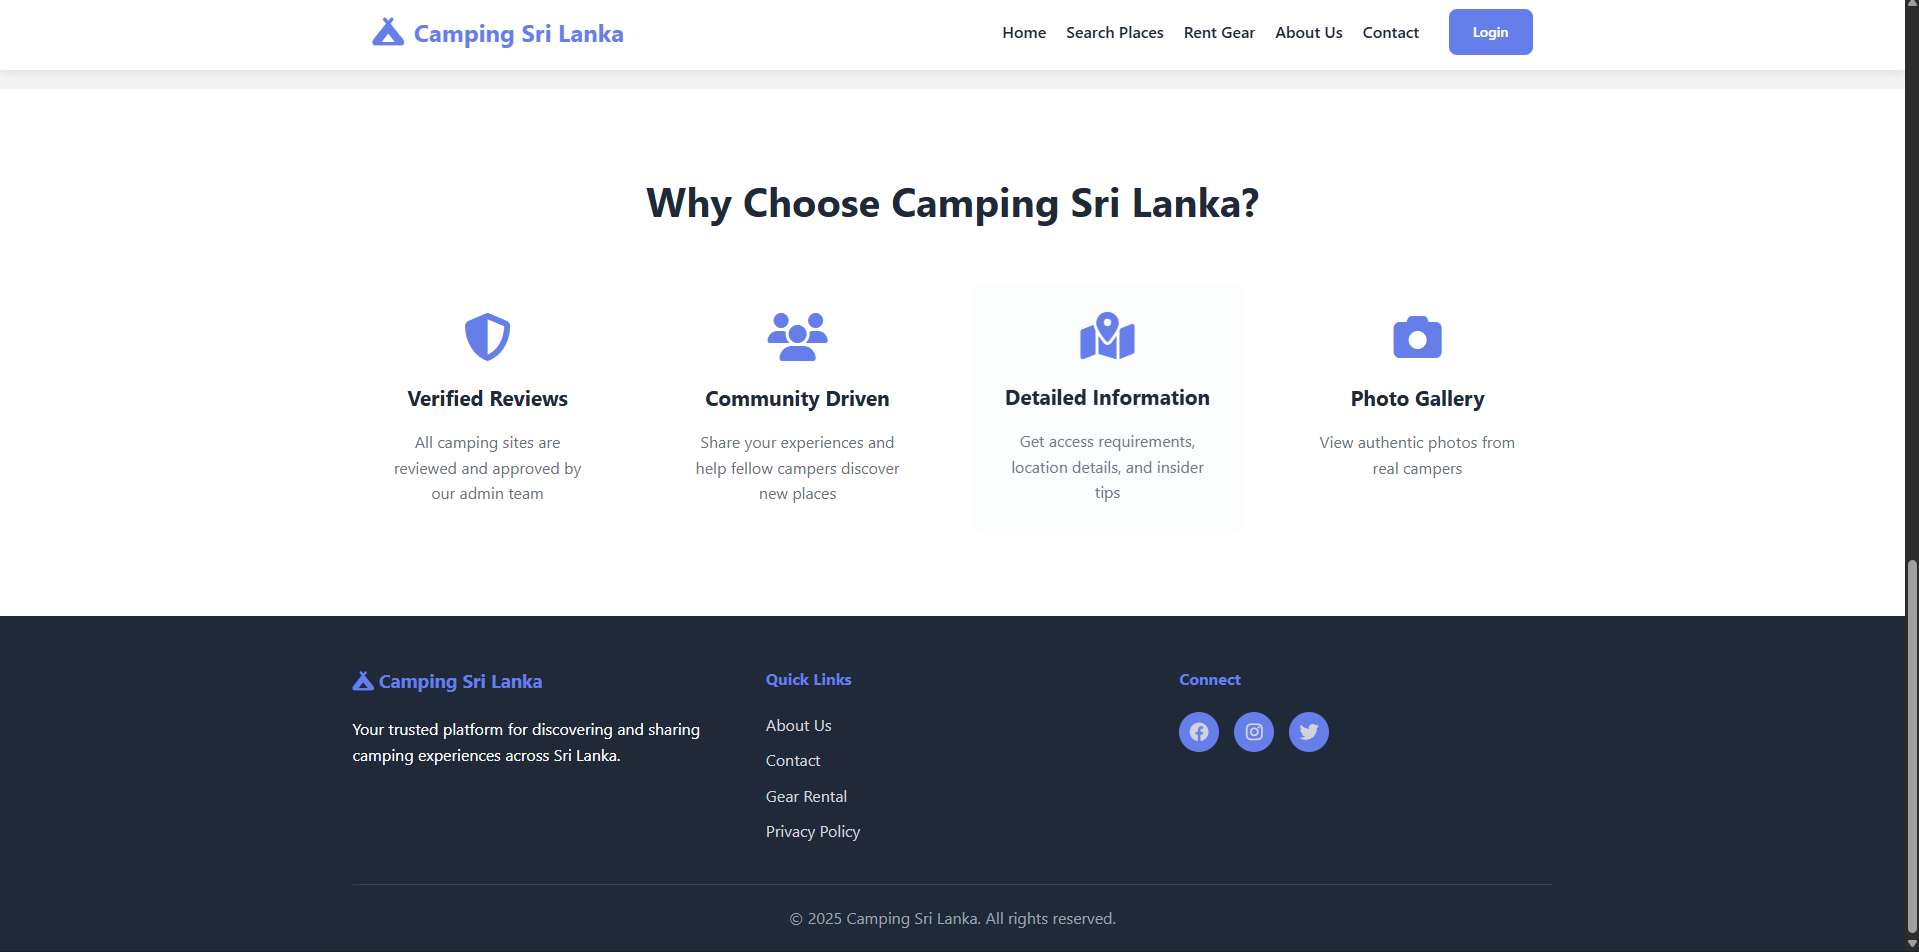 Camping Sri Lanka
Home
Search Places
Rent Gear
About Us
Contact
Login
Why Choose Camping Sri Lanka?
Verified Reviews
All camping sites are
reviewed and approved by
our admin team
Community Driven
Share your experiences and
help fellow campers discover
new places
Detailed Information
Get access requirements,
location details, and insider
tips
Photo Gallery
View authentic photos from
real campers
Camping Sri Lanka
Your trusted platform for discovering and sharing
camping experiences across Sri Lanka.
Quick Links
About Us
Contact
Gear Rental
Privacy Policy
Connect
© 2025 Camping Sri Lanka. All rights reserved.